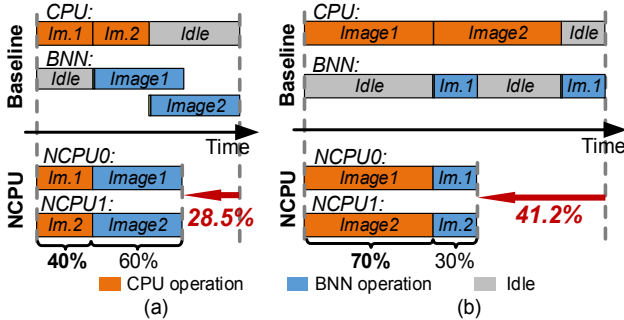 Baseline
CPU:
Im.1 Im.2 Idle
BNN:
Idle Image1
Image2
Time
NCPU
NCPU0:
Im.1 Image1
28.5%
NCPU1:
Im.2 Image2
40% 60%
Baseline
CPU:
Image1 Image2 Idle
BNN:
Idle Im.1 Idle Im.1
Time
NCPU
NCPU0:
Image1 Im.1
41.2%
NCPU1:
Image2 Im.2
70% 30%
CPU operation BNN operation Idle
(a) (b)